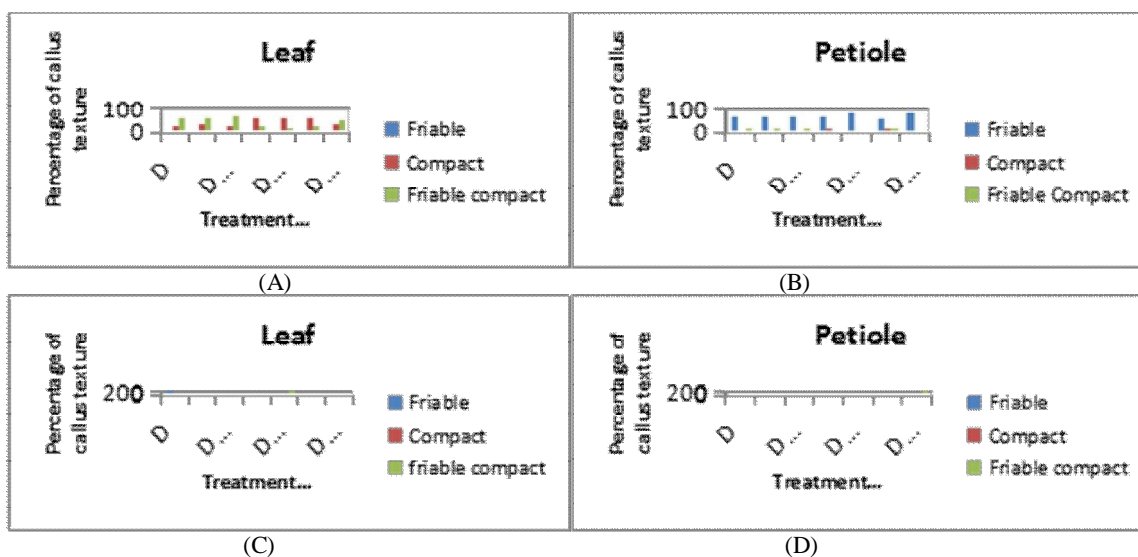 Leaf
Percentage of callus texture
100
0
D
D...
D...
D...
Treatment...
Friable
Compact
Friable compact
(A)
Petiole
Percentage of callus texture
100
0
D
D...
D...
D...
Treatment...
Friable
Compact
Friable Compact
(B)
Leaf
Percentage of callus texture
200
0
D
D...
D...
D...
Treatment...
Friable
Compact
friable compact
(C)
Petiole
Percentage of callus texture
200
0
D
D...
D...
D...
Treatment...
Friable
Compact
Friable compact
(D)